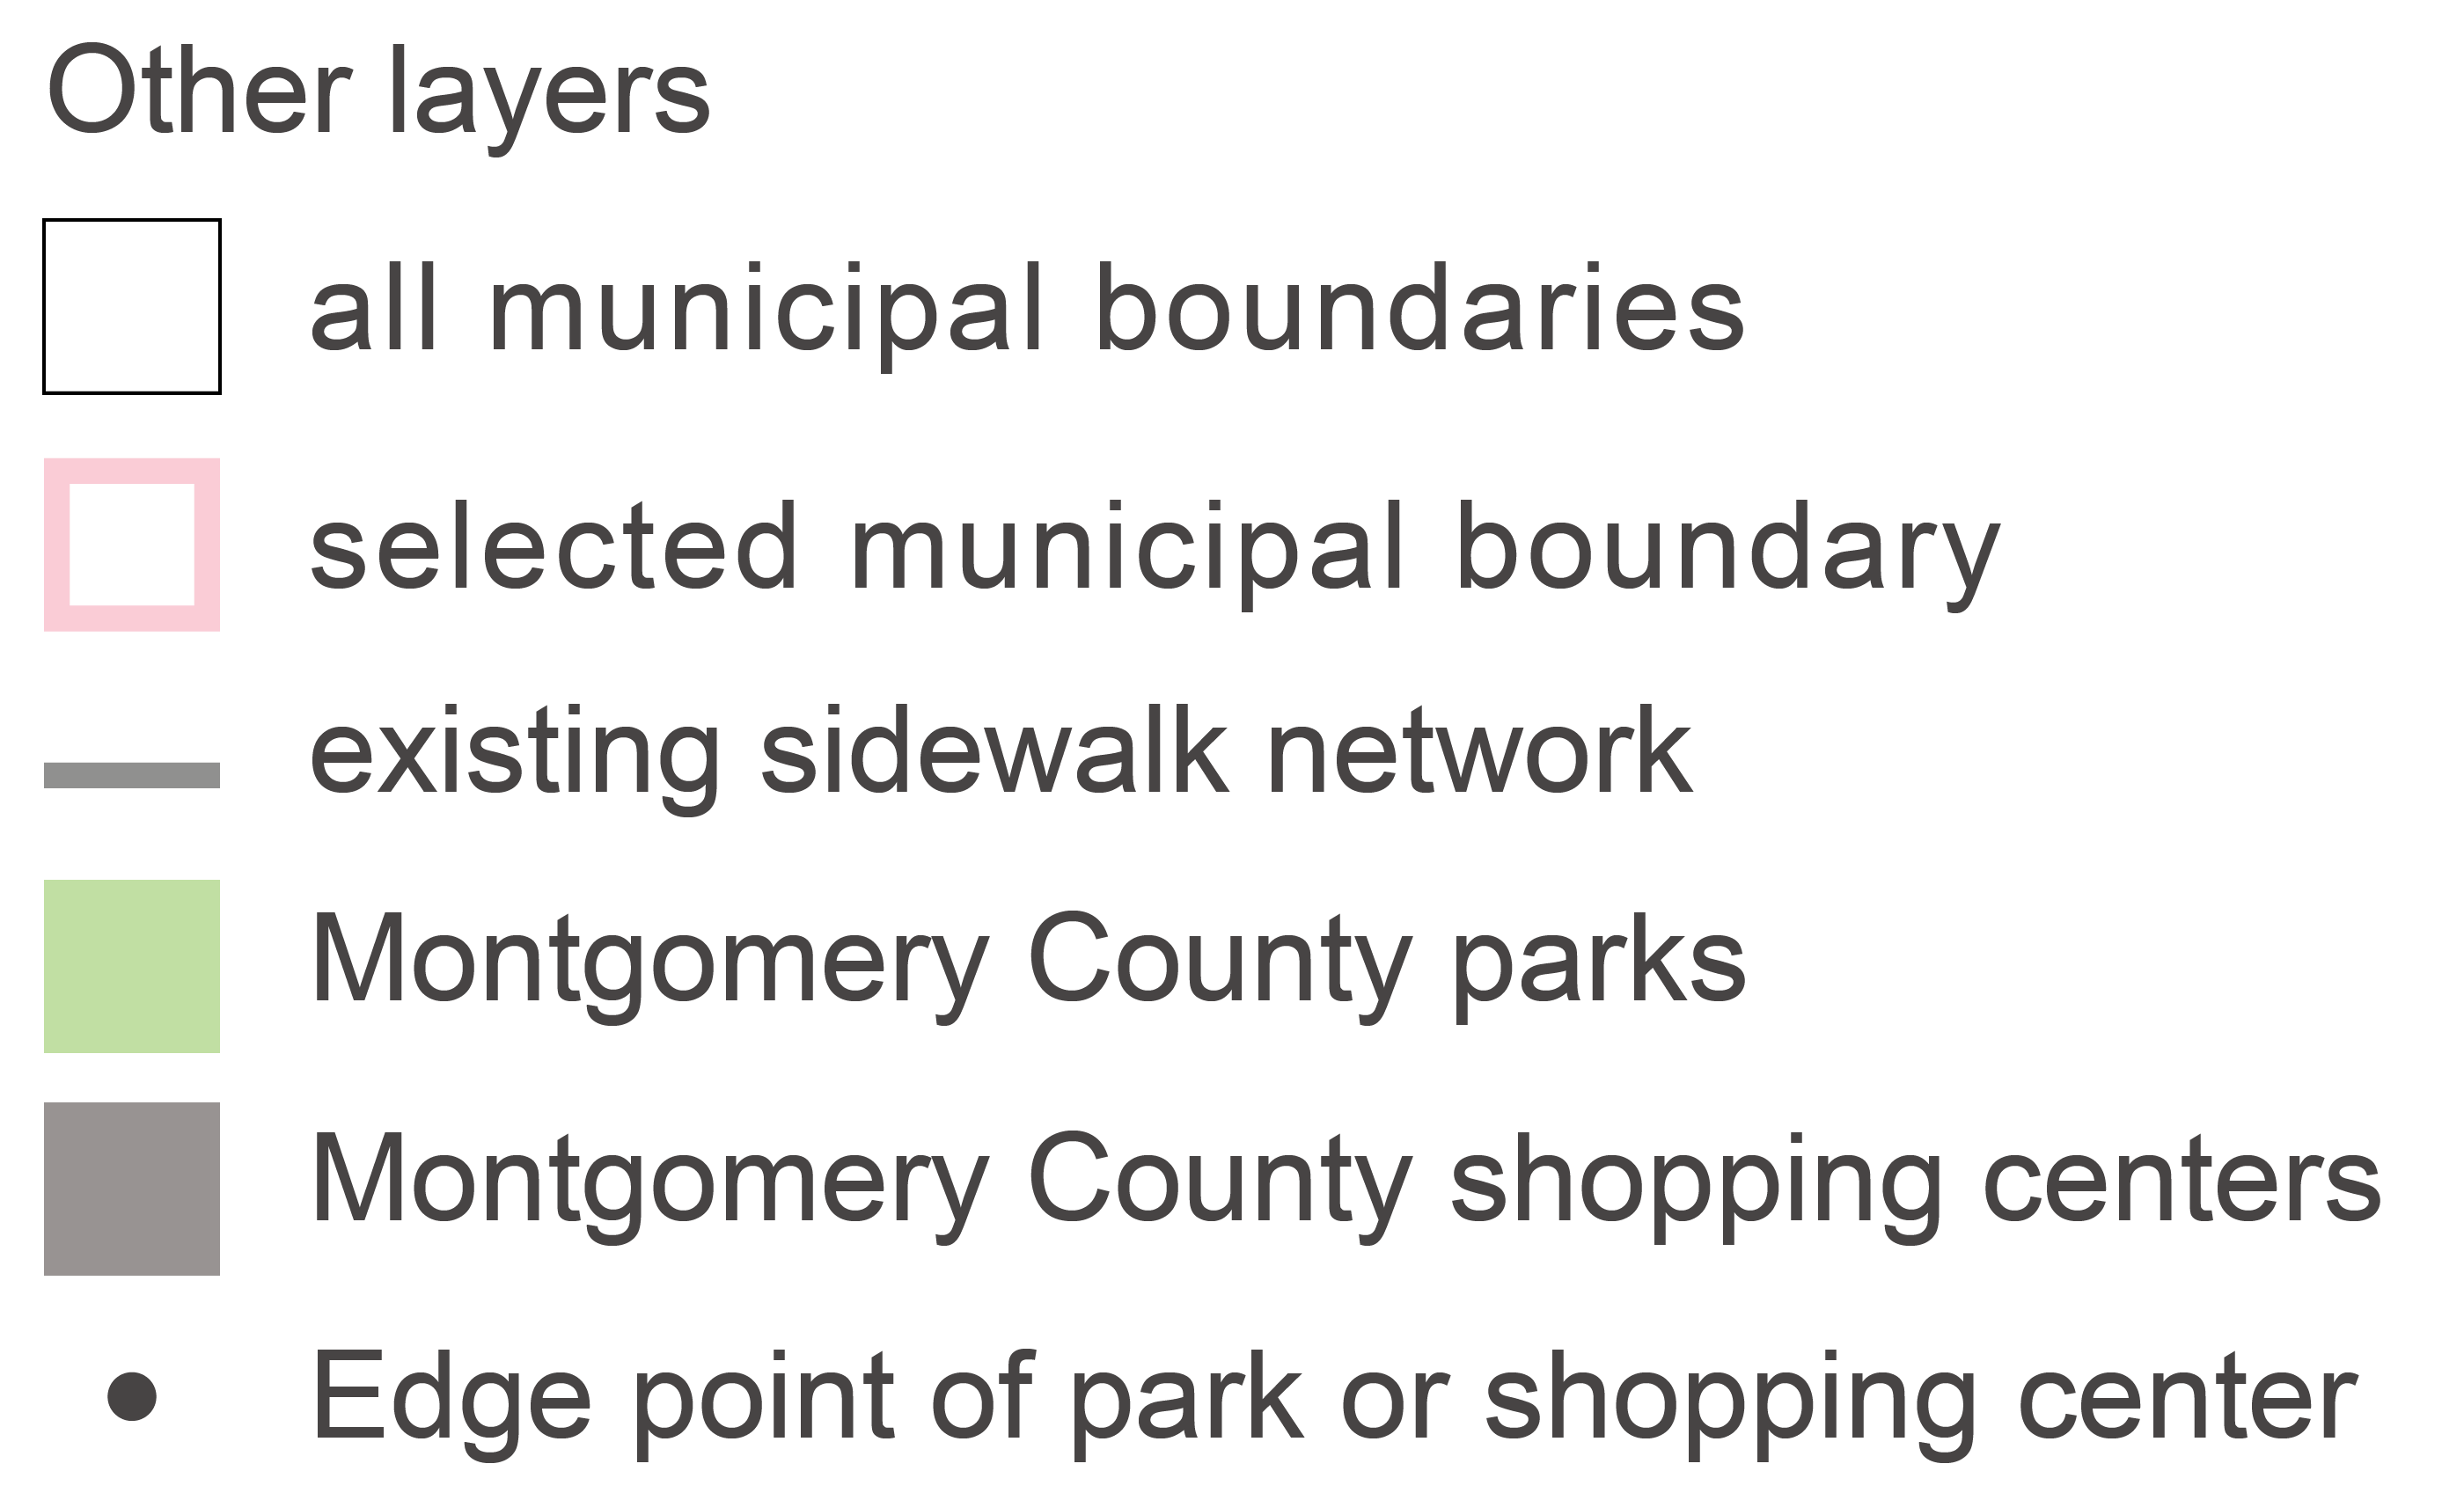 Other layers
all municipal boundaries
selected municipal boundary
existing sidewalk network
Montgomery County parks
Montgomery County shopping centers
Edge point of park or shopping center